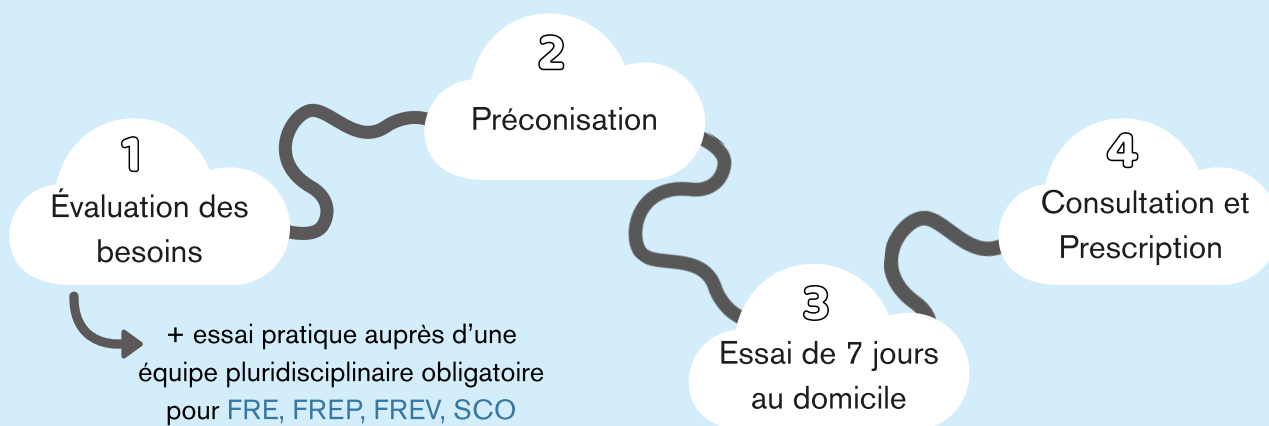 1
Évaluation des
besoins
+ essai pratique auprès d'une
équipe pluridisciplinaire obligatoire
pour FRE, FREP, FREV, SCO
2
Préconisation
3
Essai de 7 jours
au domicile
4
Consultation et
Prescription